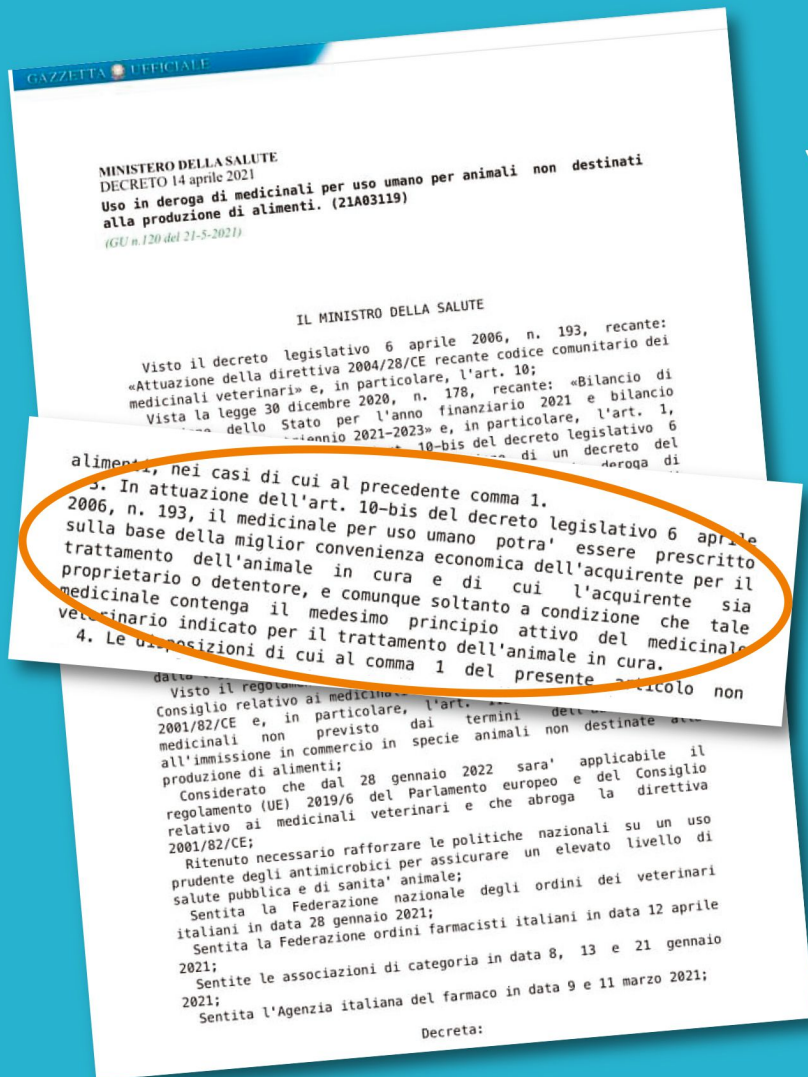 GAZZETTA UFFICIALE
MINISTERO DELLA SALUTE
DECRETO 14 aprile 2021
Uso in deroga di medicinali per uso umano per animali non destinati
alla produzione di alimenti. (21A03119)
(GU n.120 del 21-5-2021)
IL MINISTRO DELLA SALUTE
Visto il decreto legislativo 6 aprile 2006, n. 193, recante:
«Attuazione della direttiva 2004/28/CE recante codice comunitario dei
medicinali veterinari» e, in particolare, l'art. 10;
Vista la legge 30 dicembre 2020, n. 178, recante: «Bilancio di
dello Stato per l'anno finanziario 2021 e bilancio
2021-2023» e, in particolare, l'art. 1,
10-bis del decreto legislativo 6
di un decreto del
deroga di
alimenti, nei casi di cui al precedente comma 1.
3. In attuazione dell'art. 10-bis del decreto legislativo 6 aprile
2006, n. 193, il medicinale per uso umano potra' essere prescritto
sulla base della miglior convenienza economica dell'acquirente per il
trattamento dell'animale in cura e di cui l'acquirente sia
proprietario o detentore, e comunque soltanto a condizione che tale
medicinale contenga il medesimo principio attivo del medicinale
veterinario indicato per il trattamento dell'animale in cura.
4. Le disposizioni di cui al comma 1 del presente articolo non
Visto il
Consiglio relativo ai
2001/82/CE e, in particolare, l'art.
medicinali non previsto dai termini
all'immissione in commercio in specie animali non destinate
produzione di alimenti;
Considerato che dal 28 gennaio 2022 sara' applicabile il
regolamento (UE) 2019/6 del Parlamento europeo e del Consiglio
relativo ai medicinali veterinari e che abroga la direttiva
2001/82/CE;
Ritenuto necessario rafforzare le politiche nazionali su un uso
prudente degli antimicrobici per assicurare un elevato livello di
salute pubblica e di sanita' animale;
Sentita la Federazione nazionale degli ordini dei veterinari
italiani in data 28 gennaio 2021;
Sentita la Federazione ordini farmacisti italiani in data 12 aprile
2021;
Sentite le associazioni di categoria in data 8, 13 e 21 gennaio
2021;
Sentita l'Agenzia italiana del farmaco in data 9 e 11 marzo 2021;
Decreta: